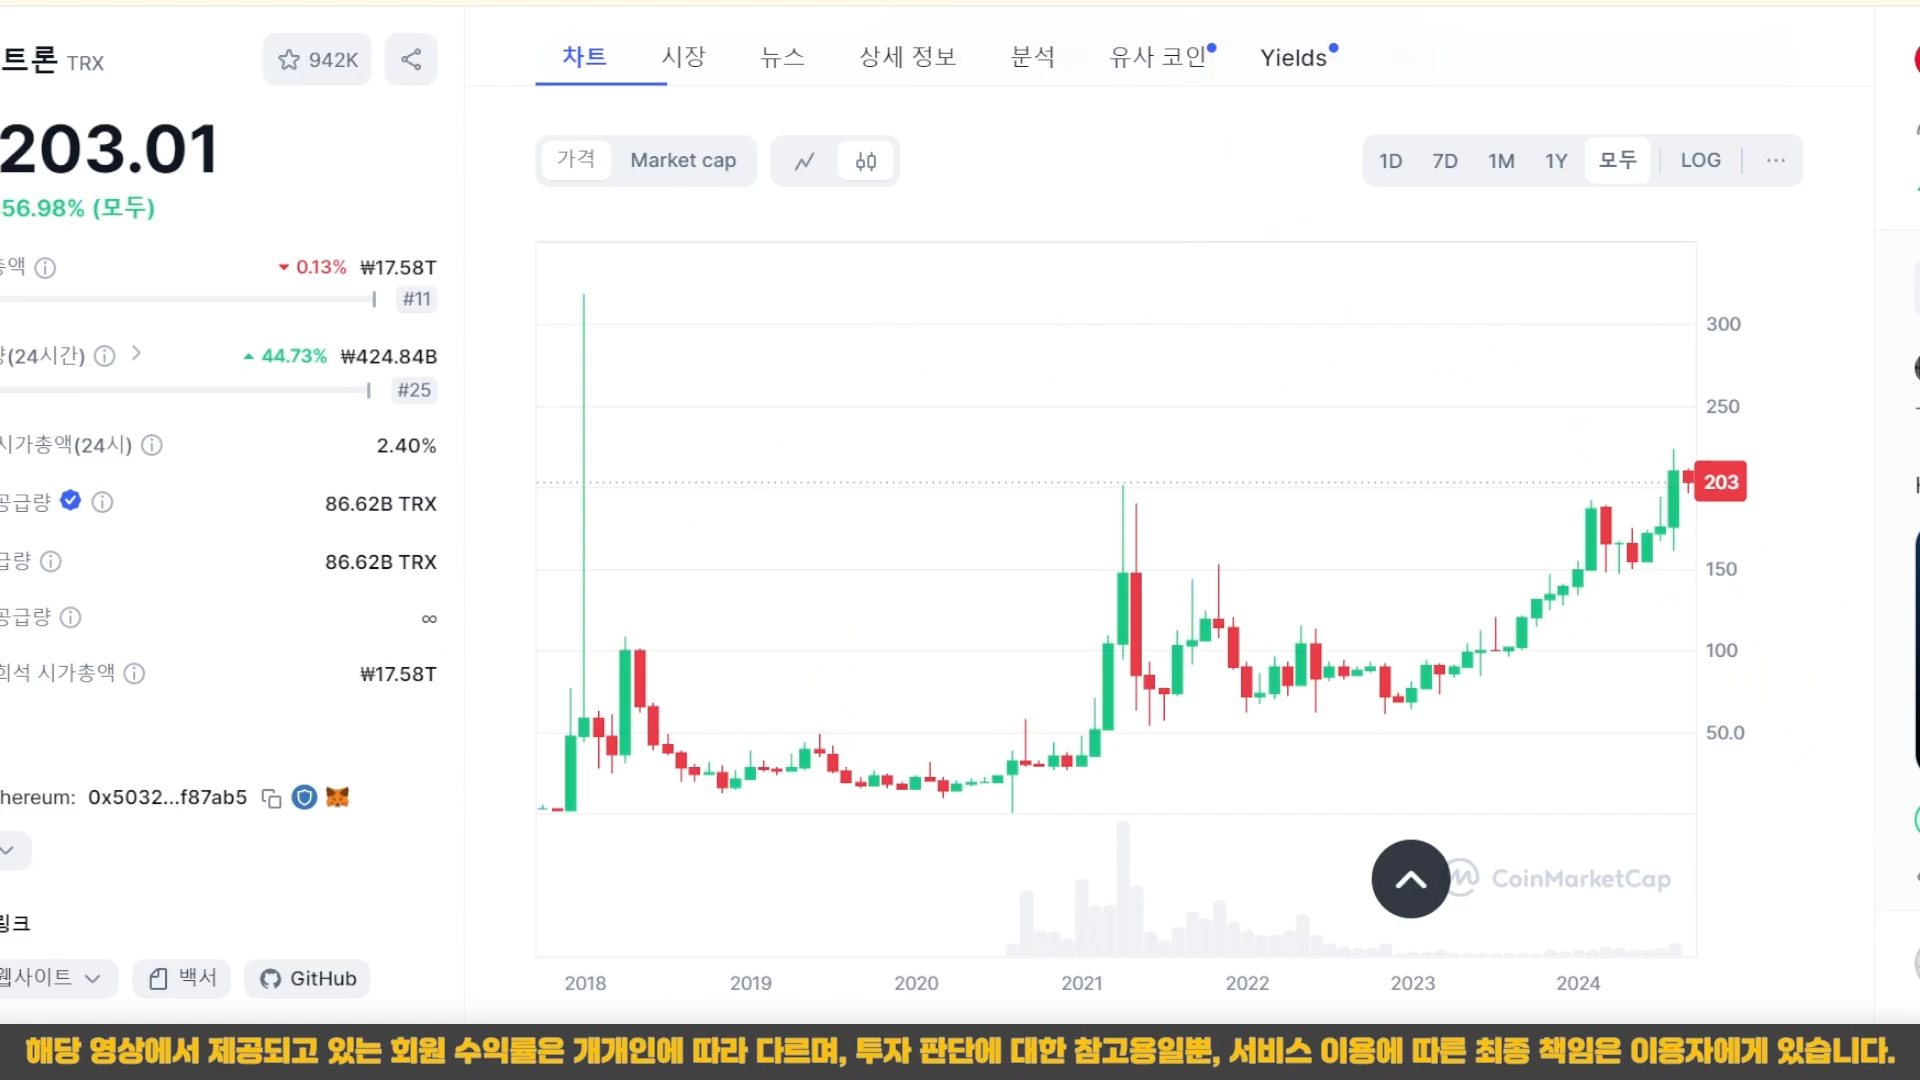 트론 TRX
942K
203.01
56.98% (모두)
총액
0.13% ₩17.58T
#11
(24시간)
44.73% ₩424.84B
#25
시가총액(24시)
2.40%
공급량
86.62B TRX
급량
86.62B TRX
공급량
∞
희석 시가총액
₩17.58T
hereum: 0x5032...f87ab5
링크
웹사이트
백서
GitHub
차트 시장 뉴스 상세 정보 분석 유사 코인 Yields
가격 Market cap
1D 7D 1M 1Y 모두 LOG ...
300
250
203
150
100
50.0
CoinMarketCap
2018 2019 2020 2021 2022 2023 2024
해당 영상에서 제공되고 있는 회원 수익률은 개개인에 따라 다르며, 투자 판단에 대한 참고용일뿐, 서비스 이용에 따른 최종 책임은 이용자에게 있습니다.